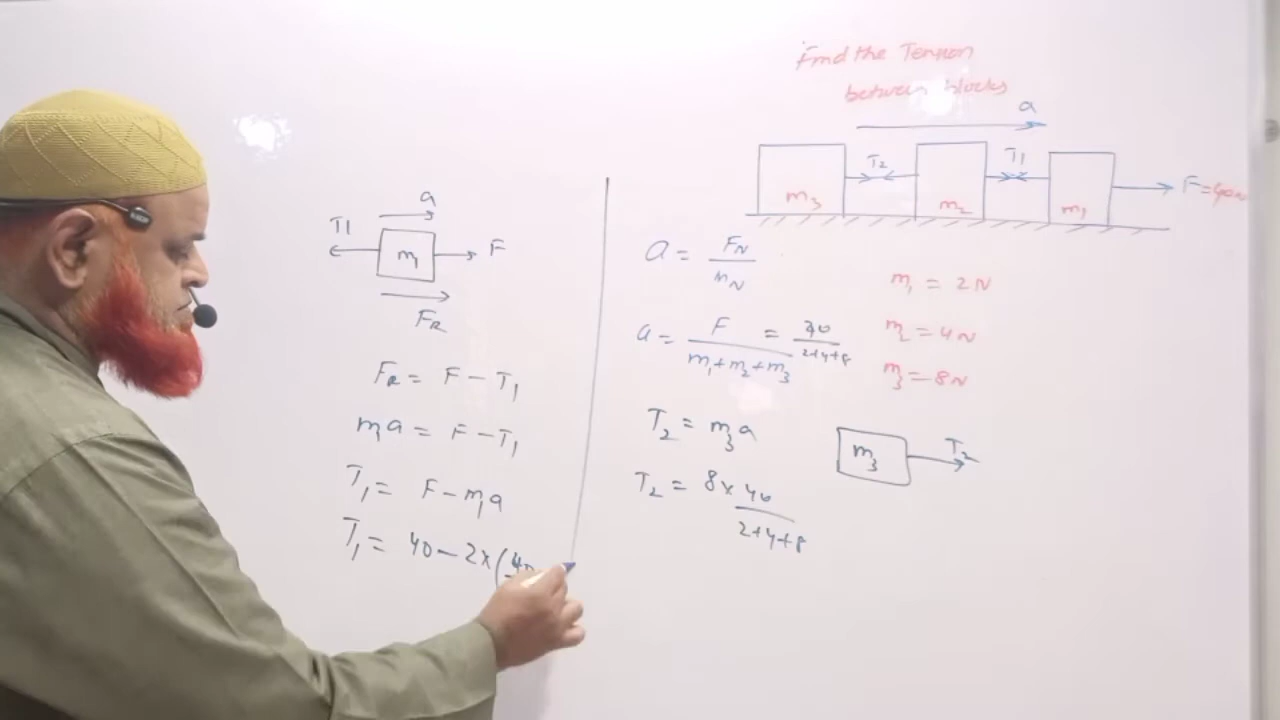 Find the Tension
between blocks
a
T2 T1
m3 m2 m1 F=40N
a
T1 m1 F
FR
FR = F - T1
m1a = F - T1
T1 = F - m1a
T1 = 40 - 2x(40
a = FN
mN
a = F = 40
m1+m2+m3 2+4+8
m1 = 2N
m2 = 4N
m3 = 8N
T2 = m3a
T2 = 8x40
2+4+8
m3 T2